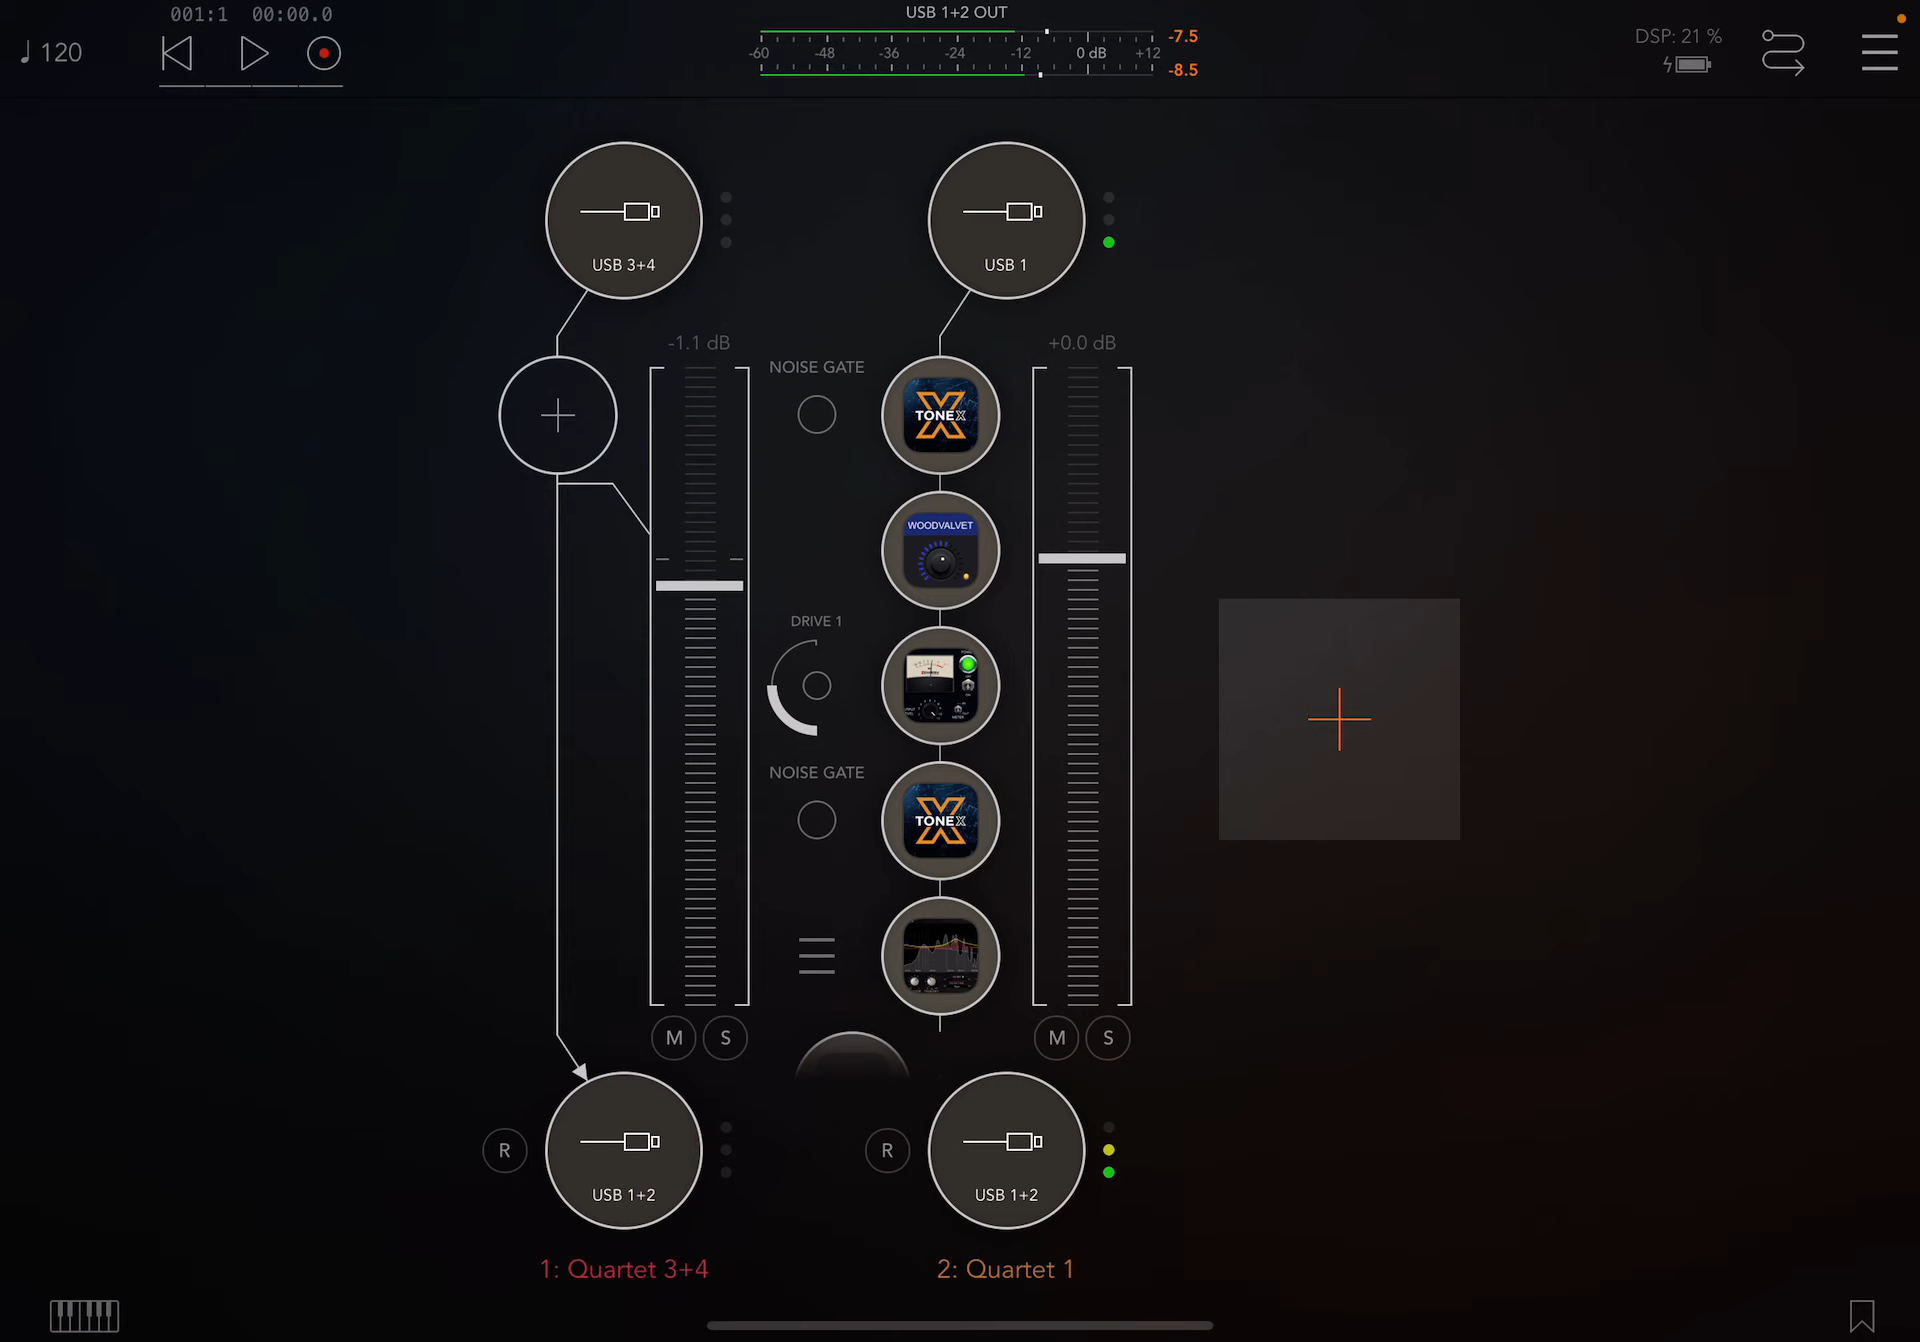 001:1 00:00.0
120
USB 1+2 OUT
-60 -48 -36 -24 -12 0 dB +12
-7.5
-8.5
DSP: 21 %
USB 3+4
USB 1
-1.1 dB
NOISE GATE
+0.0 dB
TONEX
WOODVALVET
DRIVE 1
NOISE GATE
TONEX
M S
M S
R
USB 1+2
R
USB 1+2
1: Quartet 3+4
2: Quartet 1